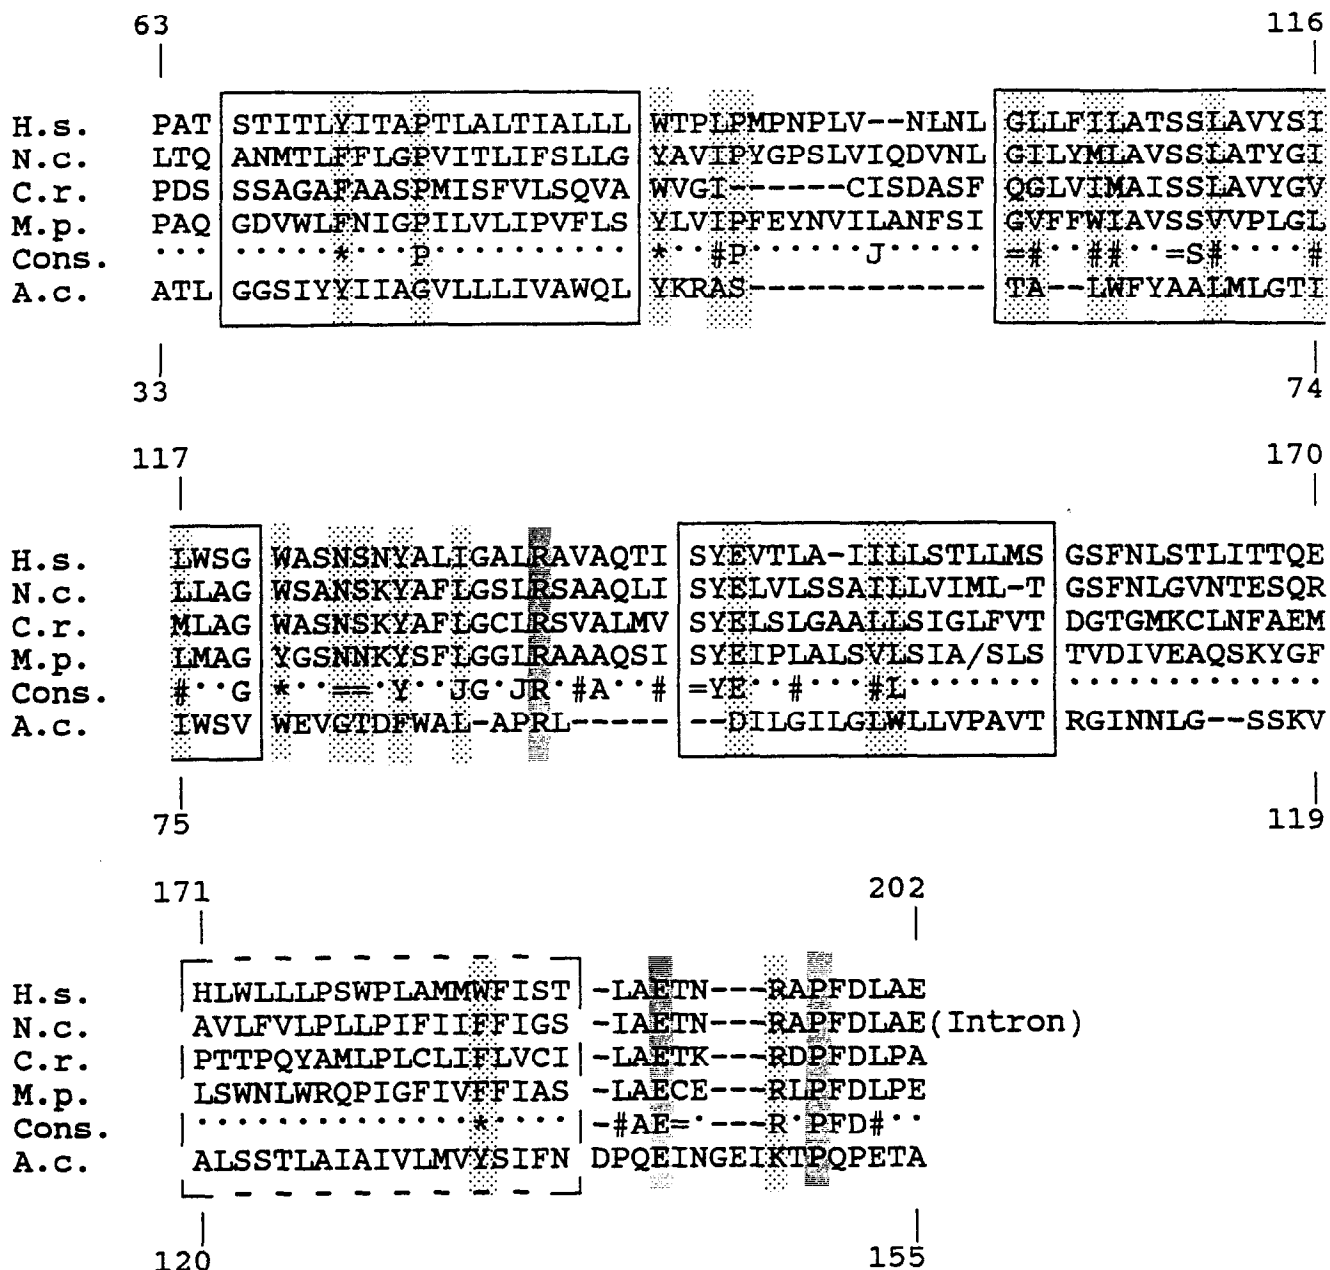 63 116
H.s. PAT STITLYITAPTLALTIALLL WTPLPMPNPLV--NLNL GLLFILATSSLAVYSI
N.c. LTQ ANMTLFFLGPVITLIFSLLG YAVIPYGPSLVIQDVNL GILYMLAVSSLATYGI
C.r. PDS SSAGAFAASPMISFVLSQVA WVGI------CISDASF QGLVIMAISSLAVYGV
M.p. PAQ GDVWLFNIGPILVLIPVFLS YLVIPFEYNVILANFSI GVFFWIAVSSVVPLGL
Cons. ··· ······*···P··········· *··#P·····J····· =#··##··=S#····#
A.c. ATL GGSIYYIIAGVLLLIVAWQL YKRAS------------ TA--LWFYAALMLGTI
33 74
117 170
H.s. LWSG WASNSNYALIGALRAVAQTI SYEVTLA-IILLSTLLMS GSFNLSTLITTQE
N.c. LLAG WSANSKYAFLGSLRSAAQLI SYELVLSSAILLVIML-T GSFNLGVNTESQR
C.r. MLAG WASNSKYAFLGCLRSVALMV SYELSLGAALLSIGLFVT DGTGMKCLNFAEM
M.p. LMAG YGSNNKYSFLGGLRAAAQSI SYEIPLALSVLSIA/SLS TVDIVEAQSKYGF
Cons. #··G *··==·Y··JG·JR·#A··# =YE··#···#L········ ·············
A.c. IWSV WEVGTDFWAL-APRL------ --DILGILGLWLLVPAVT RGINNLG--SSKV
75 119
171 202
H.s. HLWLLLPSWPLAMMWFIST -LAETN---RAPFDLAE
N.c. AVLFVLPLLPIFIIFFIGS -IAETN---RAPFDLAE(Intron)
C.r. PTTPQYAMLPLCLIFLVCI -LAETK---RDPFDLPA
M.p. LSWNLWRQPIGFIVFFIAS -LAECE---RLPFDLPE
Cons. ··············*···· -#AE=·---R·PFD#··
A.c. ALSSTLAIAIVLMVYSIFN DPQEINGEIKTPQPETA
120 155